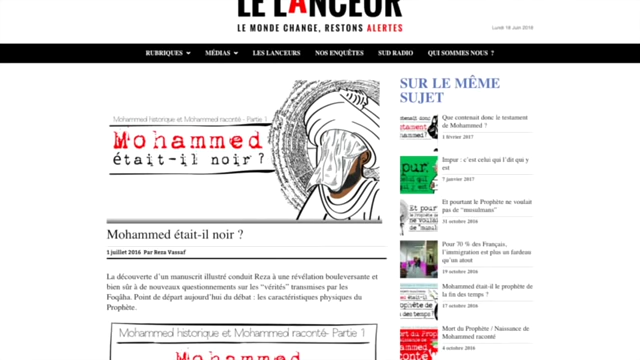 LE LANCEUR
LE MONDE CHANGE, RESTONS ALERTES
Lundi 18 Juin 2018
RUBRIQUES
MÉDIAS
LES LANCEURS
NOS ENQUÊTES
SUD RADIO
QUI SOMMES NOUS ?
Mohammed historique et Mohammed raconté- Partie 1
Mohammed
était-il noir ?
Mohammed était-il noir ?
1 juillet 2016 Par Reza Vassaf
La découverte d'un manuscrit illustré conduit Reza à une révélation bouleversante et
bien sûr à de nouveaux questionnements sur les “vérités” transmises par les
Foqâha. Point de départ aujourd'hui du débat : les caractéristiques physiques du
Prophète.
Mohammed historique et Mohammed raconté- Partie 1
Mohammed
SUR LE MÊME
SUJET
Que contenait donc le testament
de Mohammed ?
1 février 2017
Impur : c'est celui qui l'dit qui y
est
7 janvier 2017
Et pourtant le Prophète ne voulait
pas de “musulmans”
31 octobre 2016
Pour 70 % des Français,
l'immigration est plus un fardeau
qu'un atout
19 octobre 2016
Mohammed était-il le prophète de
la fin des temps ?
17 octobre 2016
Mort du Prophète / Naissance de
Mohammed raconté
4 octobre 2016